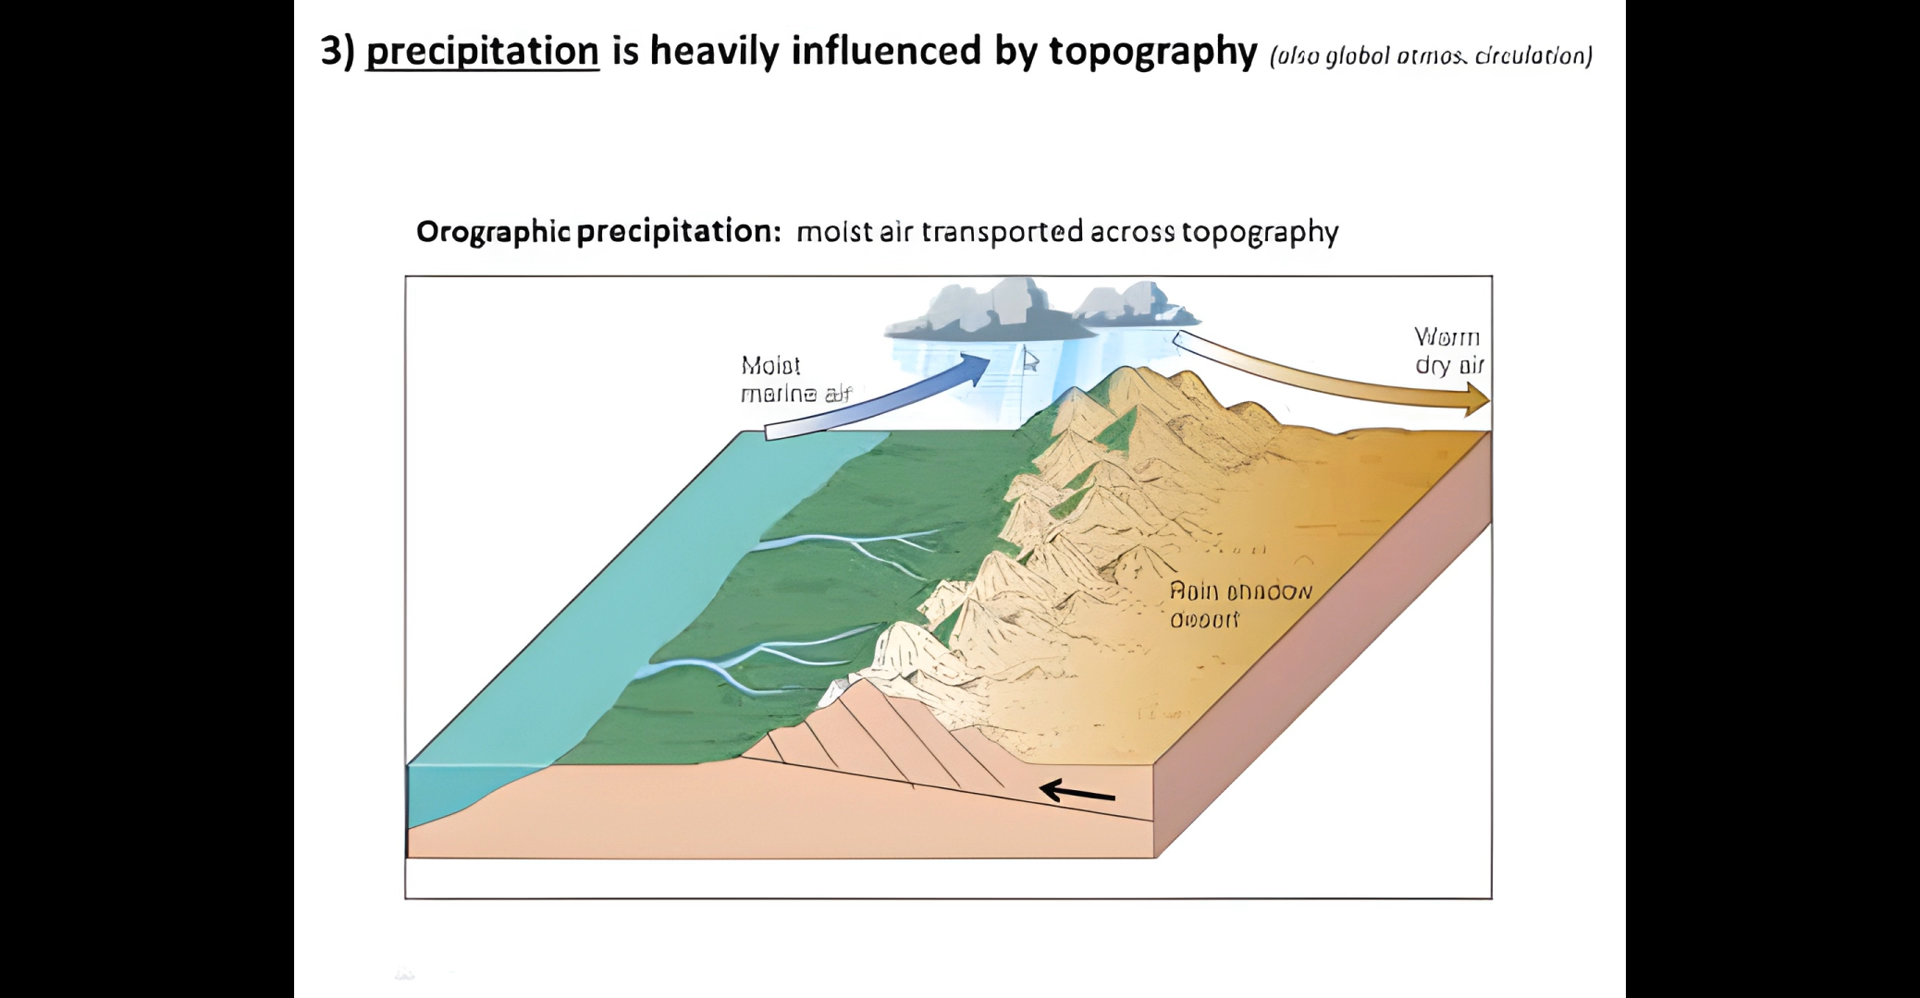 3) precipitation is heavily influenced by topography (also global atmos. circulation)
Orographic precipitation: moist air transported across topography
Moist
marine air
Warm
dry air
Rain shadow
desert